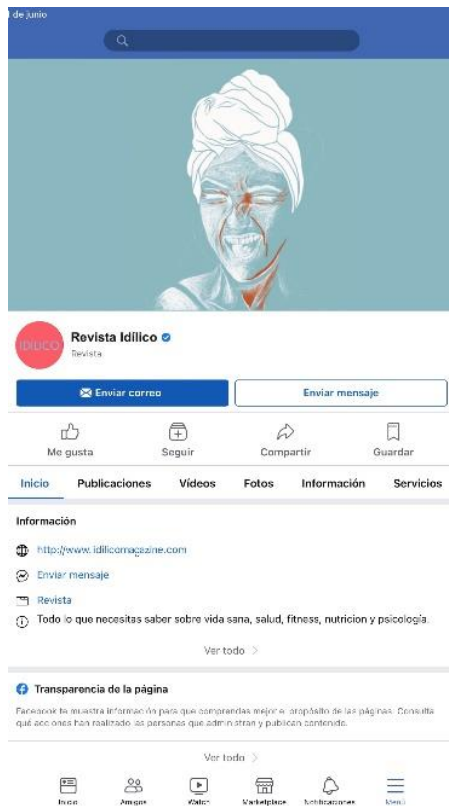 de junio
IDÍLICO
Revista Idílico
Revista
Enviar correo
Enviar mensaje
Me gusta
Seguir
Compartir
Guardar
Inicio
Publicaciones
Vídeos
Fotos
Información
Servicios
Información
http://www.idilicomagazine.com
Enviar mensaje
Revista
Todo lo que necesitas saber sobre vida sana, salud, fitness, nutricion y psicología.
Ver todo
Transparencia de la página
Facebook te muestra información para que comprendas mejor el propósito de las páginas. Consulta
qué acciones han realizado las personas que administran y publican contenido.
Ver todo
Inicio
Amigos
Watch
Marketplace
Notificaciones
Menú